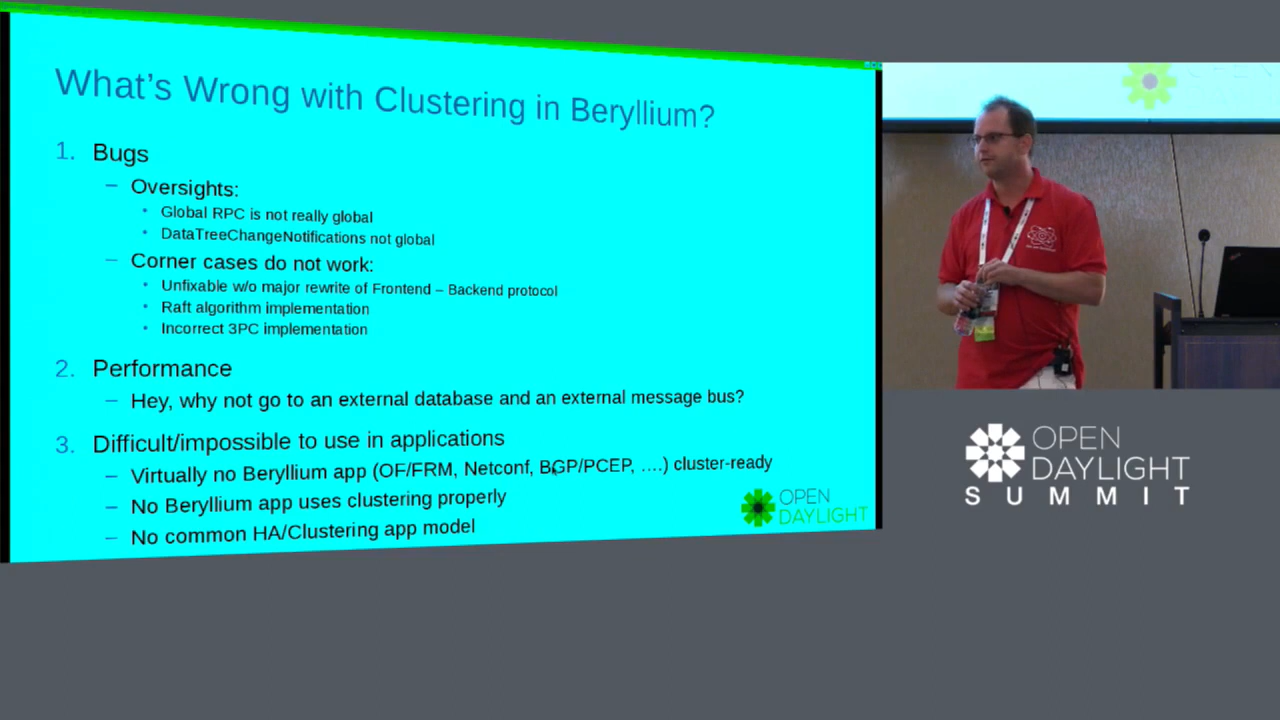 What's Wrong with Clustering in Beryllium?
1. Bugs
– Oversights:
• Global RPC is not really global
• DataTreeChangeNotifications not global
– Corner cases do not work:
• Unfixable w/o major rewrite of Frontend – Backend protocol
• Raft algorithm implementation
• Incorrect 3PC implementation
2. Performance
– Hey, why not go to an external database and an external message bus?
3. Difficult/impossible to use in applications
– Virtually no Beryllium app (OF/FRM, Netconf, BGP/PCEP, ….) cluster-ready
– No Beryllium app uses clustering properly
– No common HA/Clustering app model
OPEN
DAYLIGHT
OPEN
DAYLIGHT
SUMMIT